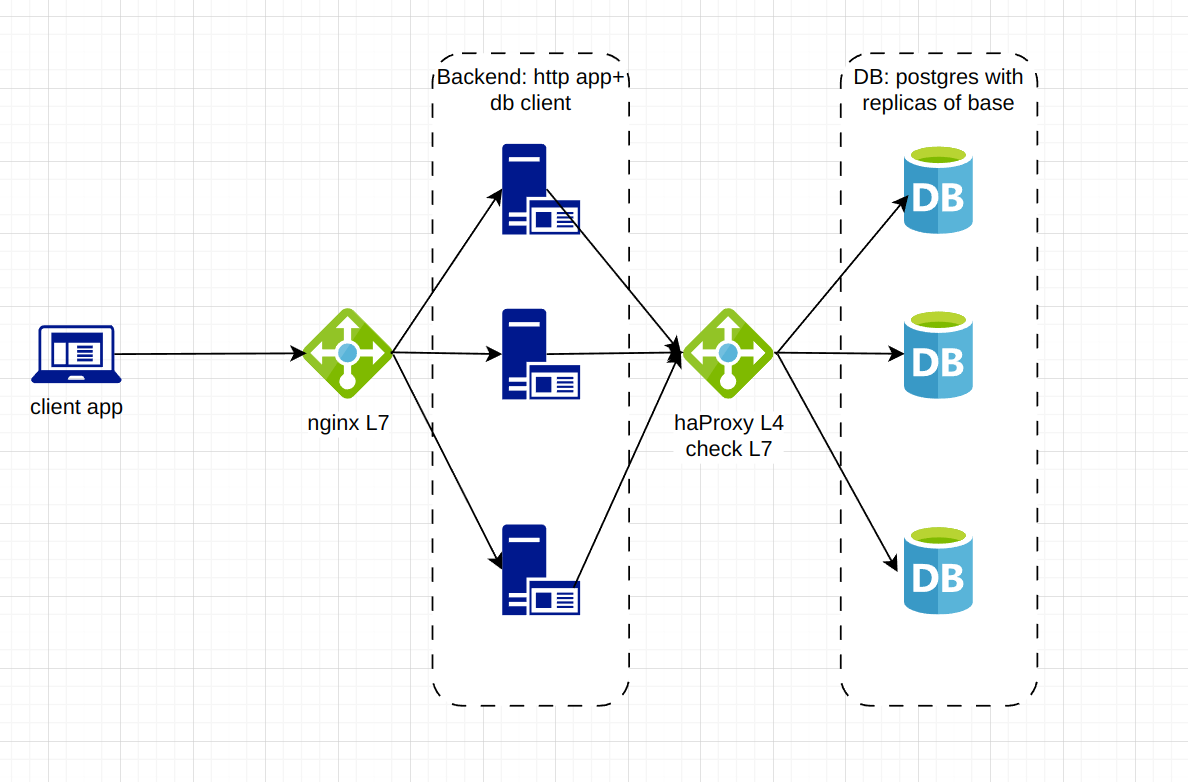 Backend: http app+
db client
DB: postgres with
replicas of base
DB
DB
client app
nginx L7
haProxy L4
check L7
DB